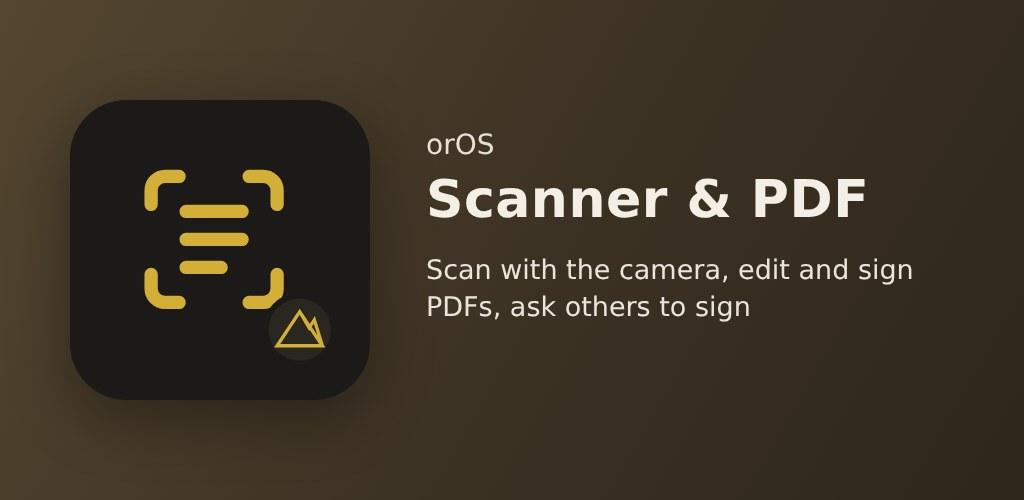 orOS
Scanner & PDF
Scan with the camera, edit and sign
PDFs, ask others to sign